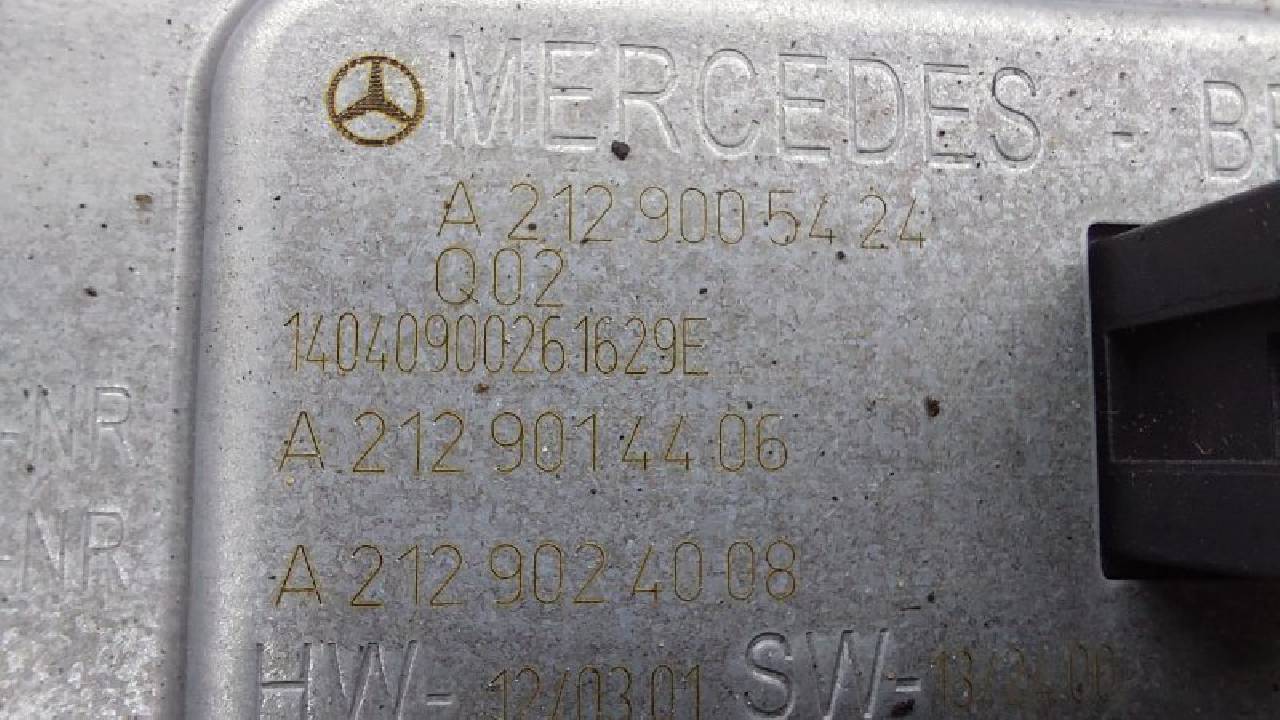 MERCEDES - B
A 212 900 54 24
Q02
14040900261629E
-NR A 212 901 44 06
-NR A 212 902 40 08
HW- 12/03 01 SW-